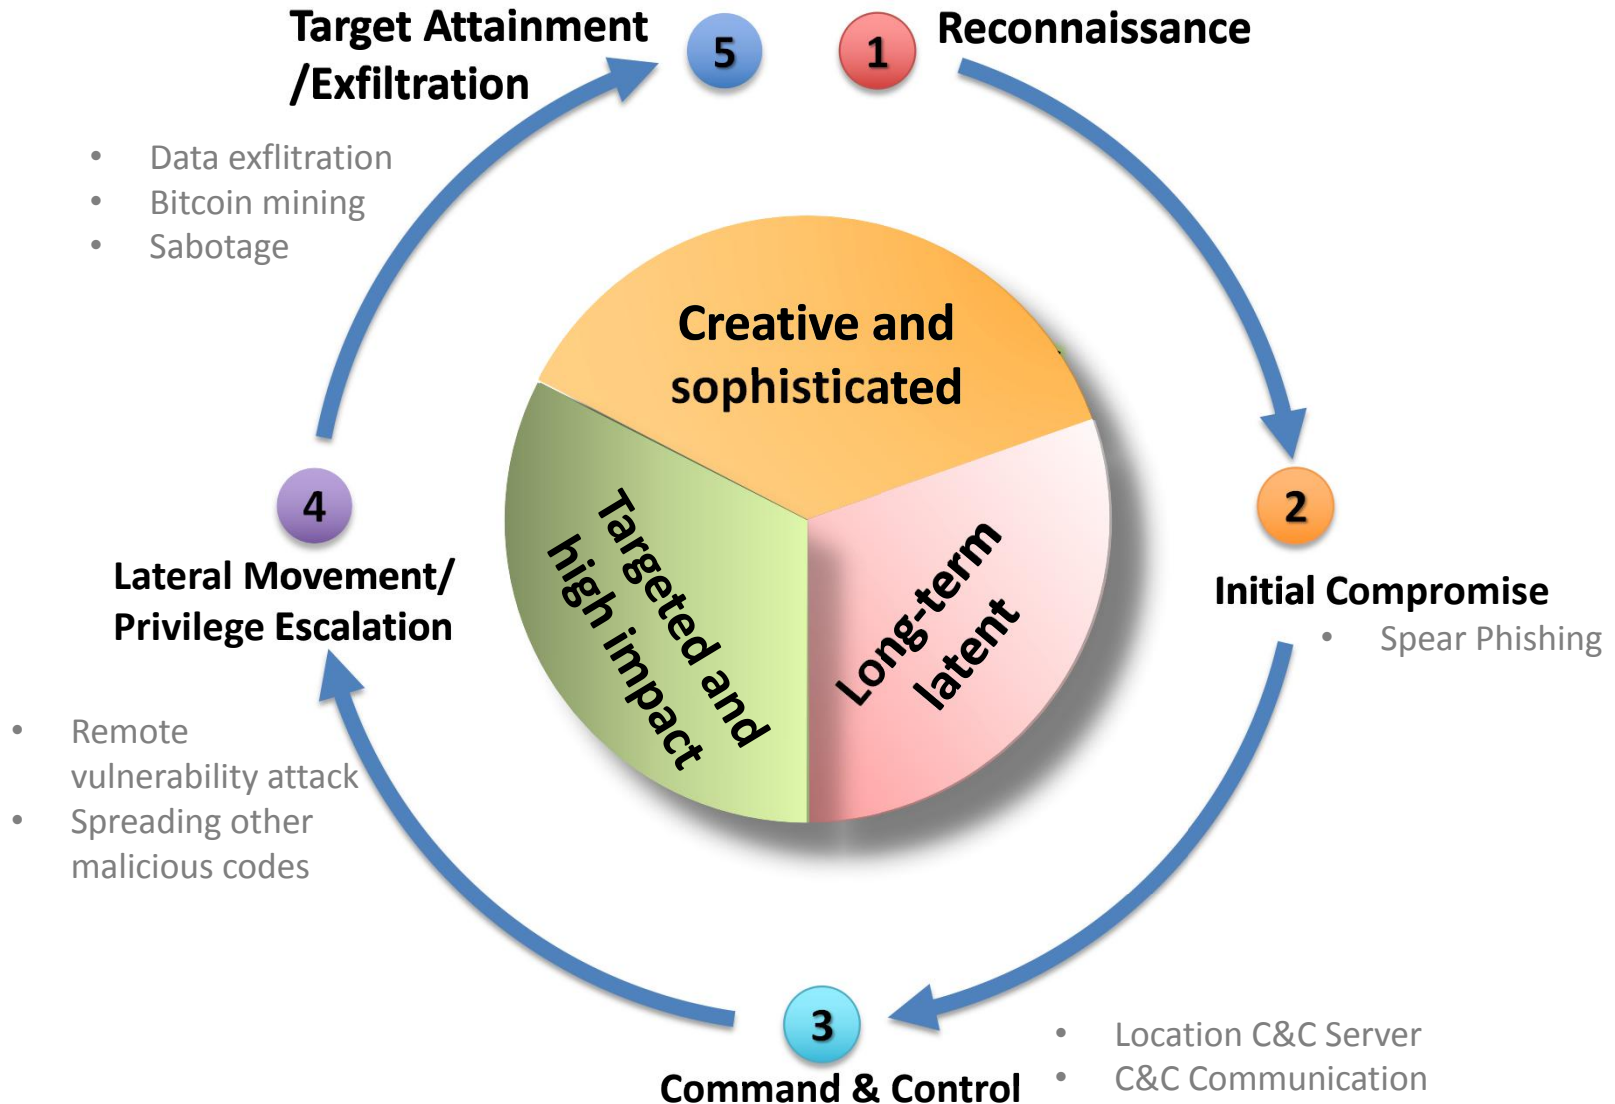 1
Reconnaissance
2
Initial Compromise
• Spear Phishing
3
Command & Control
• Location C&C Server
• C&C Communication
4
Lateral Movement/
Privilege Escalation
• Remote
vulnerability attack
• Spreading other
malicious codes
5
Target Attainment
/Exfiltration
• Data exflitration
• Bitcoin mining
• Sabotage
Creative and
sophisticated
Targeted and
high impact
Long-term
latent